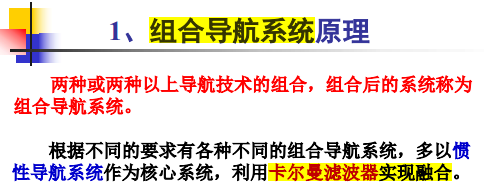 1、组合导航系统原理
两种或两种以上导航技术的组合，组合后的系统称为
组合导航系统。
根据不同的要求有各种不同的组合导航系统，多以惯
性导航系统作为核心系统，利用卡尔曼滤波器实现融合。